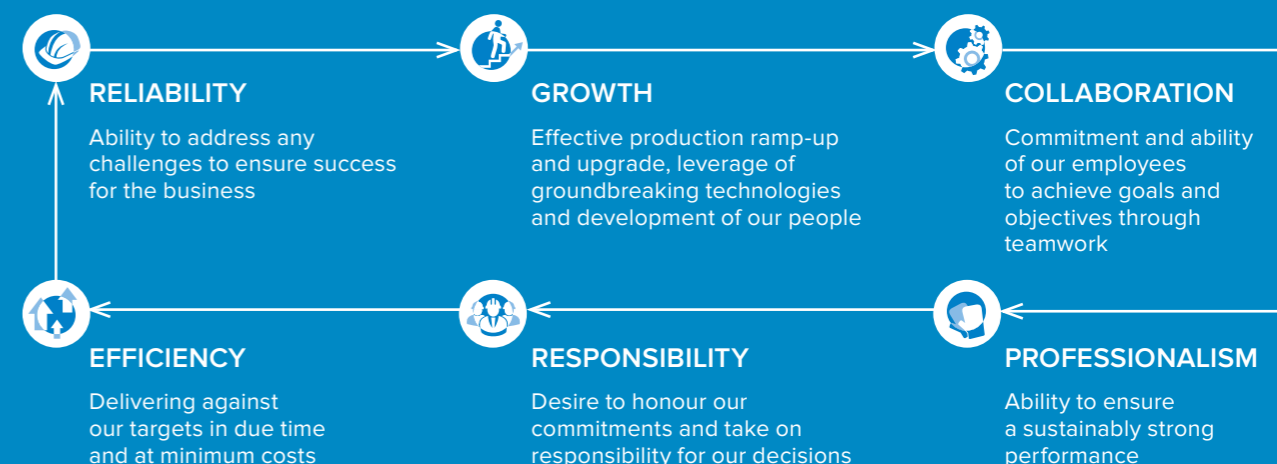 RELIABILITY
Ability to address any
challenges to ensure success
for the business
GROWTH
Effective production ramp-up
and upgrade, leverage of
groundbreaking technologies
and development of our people
COLLABORATION
Commitment and ability
of our employees
to achieve goals and
objectives through
teamwork
EFFICIENCY
Delivering against
our targets in due time
and at minimum costs
RESPONSIBILITY
Desire to honour our
commitments and take on
responsibility for our decisions
PROFESSIONALISM
Ability to ensure
a sustainably strong
performance